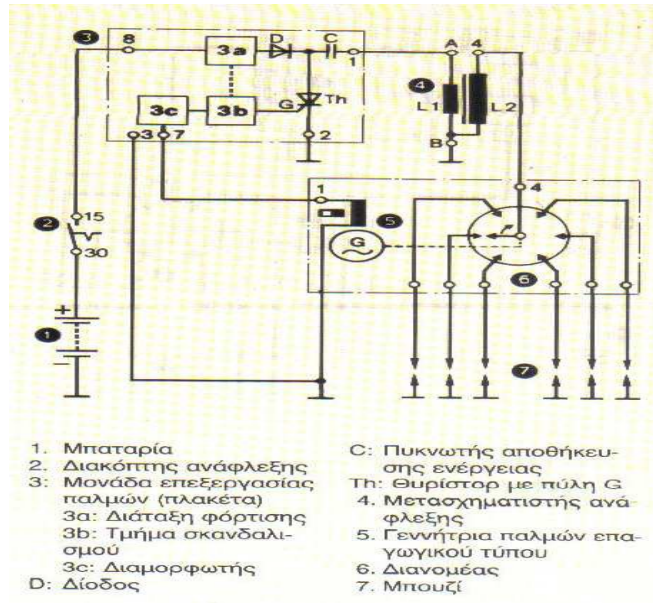 3
8
3a
D
C
1
A
4
4
L1
L2
3c
3b
G
Th
B
3
7
2
1
4
5
G
2
15
30
6
+
1
−
7
1. Μπαταρία
2. Διακόπτης ανάφλεξης
3: Μονάδα επεξεργασίας
παλμών (πλακέτα)
3a: Διάταξη φόρτισης
3b: Τμήμα σκανδαλι-
σμού
3c: Διαμορφωτής
D: Δίοδος
C: Πυκνωτής αποθήκευ-
σης ενέργειας
Th: Θυρίστορ με πύλη G
4. Μετασχηματιστής ανά-
φλεξης
5. Γεννήτρια παλμών επα-
γωγικού τύπου
6. Διανομέας
7. Μπουζί